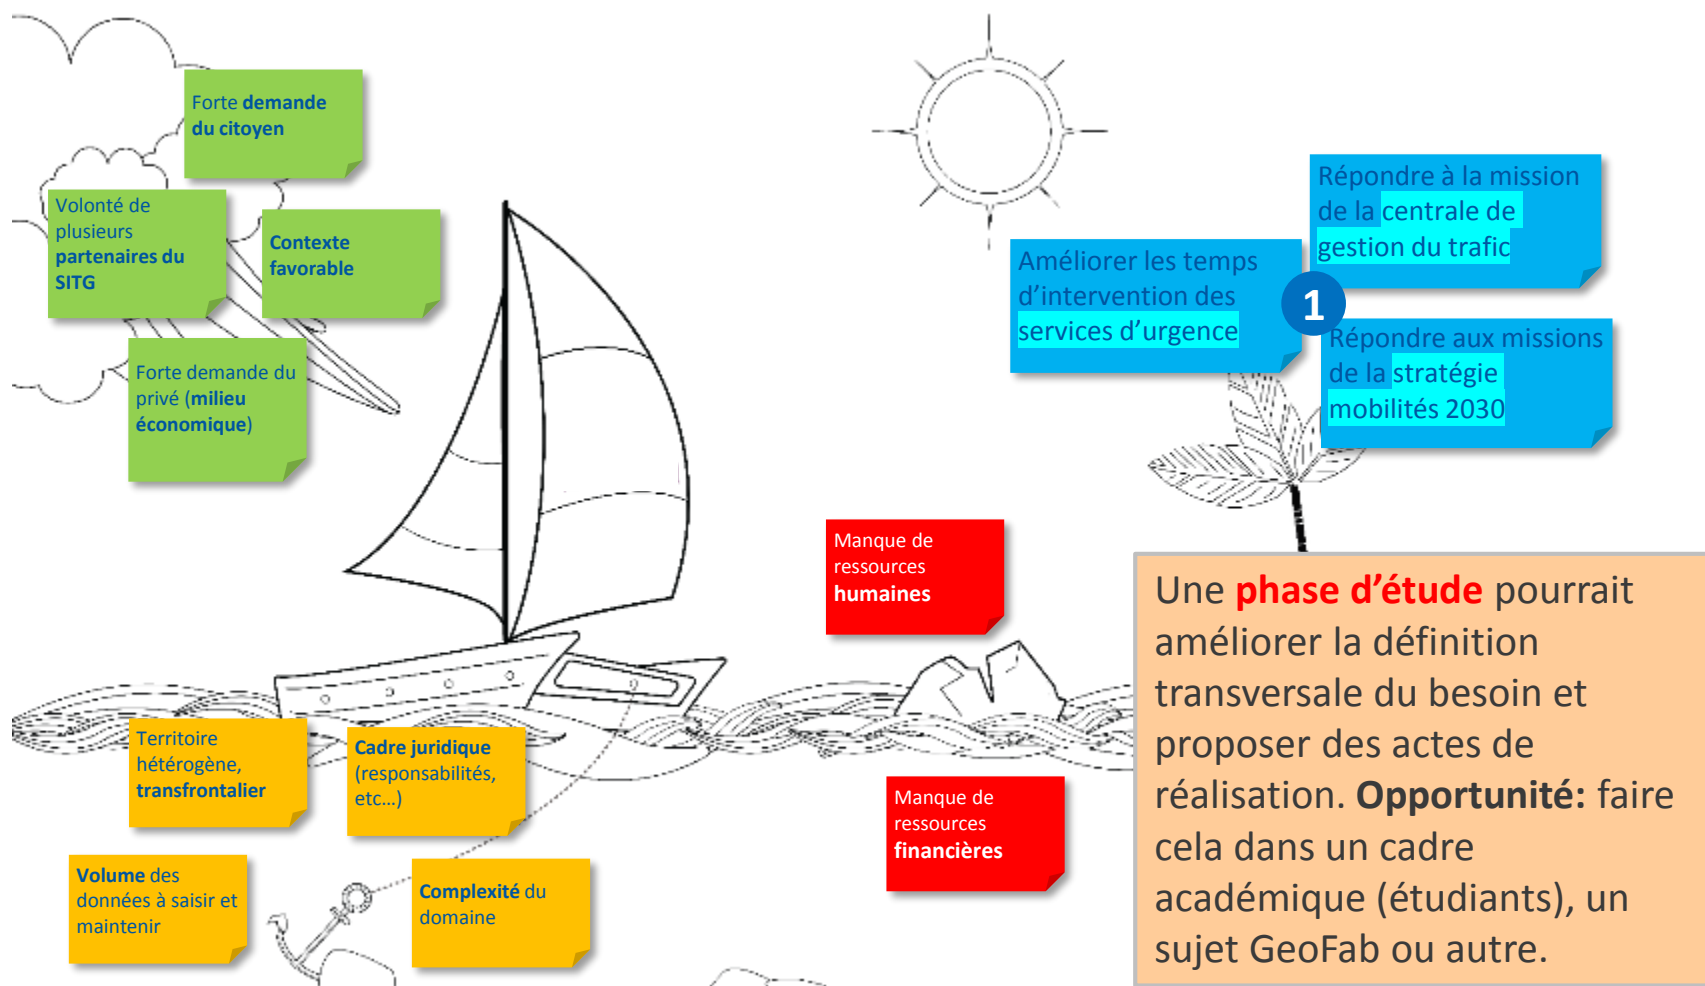 Forte demande
du citoyen
Volonté de
plusieurs
partenaires du
SITG
Contexte
favorable
Forte demande du
privé (milieu
économique)
Répondre à la mission
de la centrale de
gestion du trafic
Améliorer les temps
d’intervention des
services d’urgence
1
Répondre aux missions
de la stratégie
mobilités 2030
Manque de
ressources
humaines
Manque de
ressources
financières
Territoire
hétérogène,
transfrontalier
Cadre juridique
(responsabilités,
etc...)
Volume des
données à saisir et
maintenir
Complexité du
domaine
Une phase d’étude pourrait
améliorer la définition
transversale du besoin et
proposer des actes de
réalisation. Opportunité: faire
cela dans un cadre
académique (étudiants), un
sujet GeoFab ou autre.